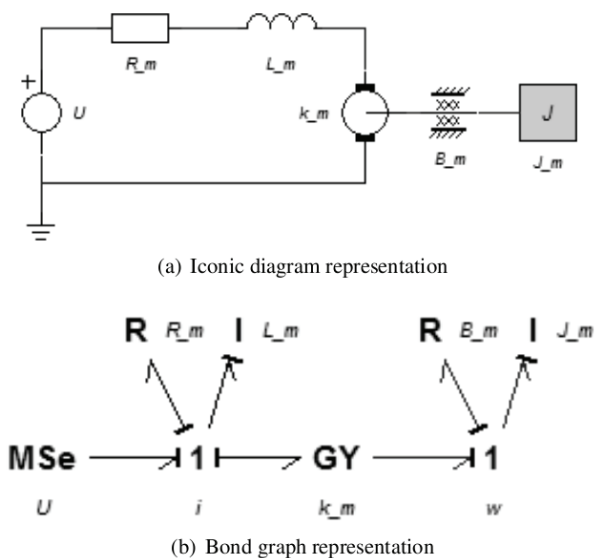 R_m
L_m
+
U
k_m
J
B_m
J_m
(a) Iconic diagram representation
R R_m I L_m R B_m I J_m
MSe 1 GY 1
U i k_m w
(b) Bond graph representation